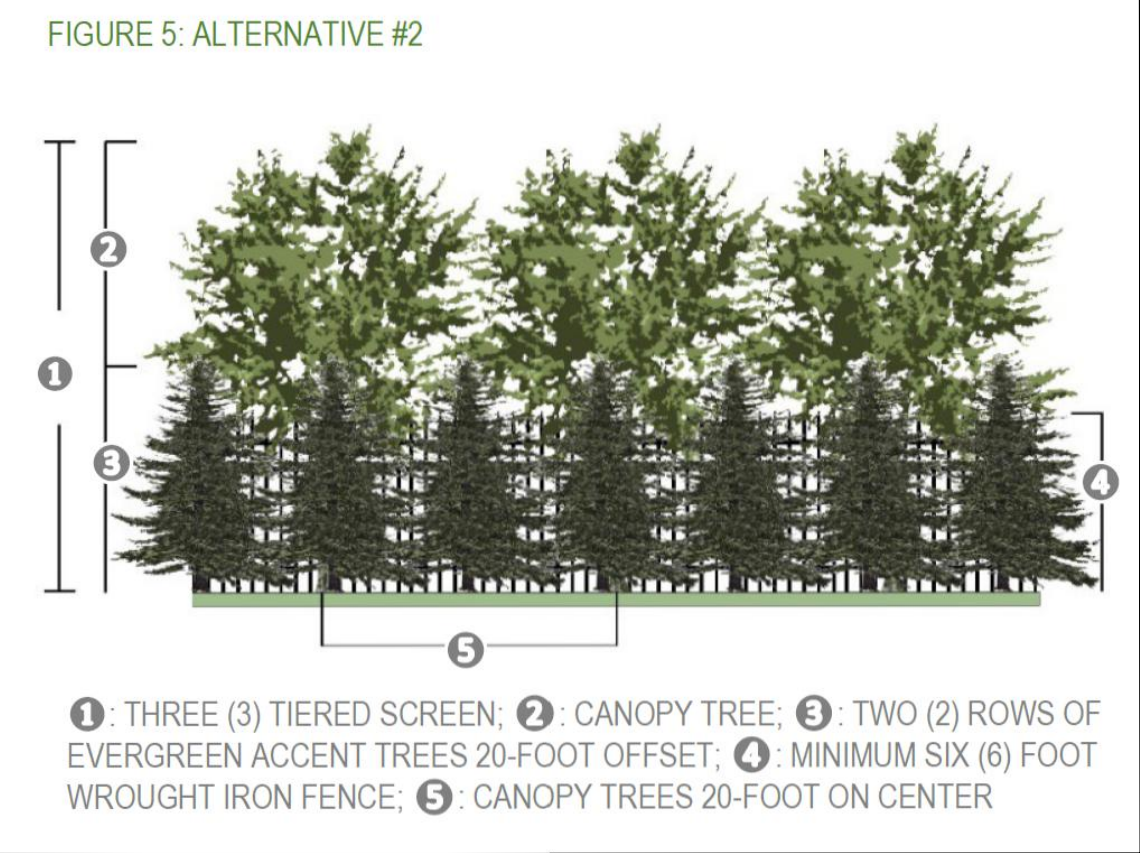 FIGURE 5: ALTERNATIVE #2
2
1
3
4
5
1: THREE (3) TIERED SCREEN; 2: CANOPY TREE; 3: TWO (2) ROWS OF
EVERGREEN ACCENT TREES 20-FOOT OFFSET; 4: MINIMUM SIX (6) FOOT
WROUGHT IRON FENCE; 5: CANOPY TREES 20-FOOT ON CENTER